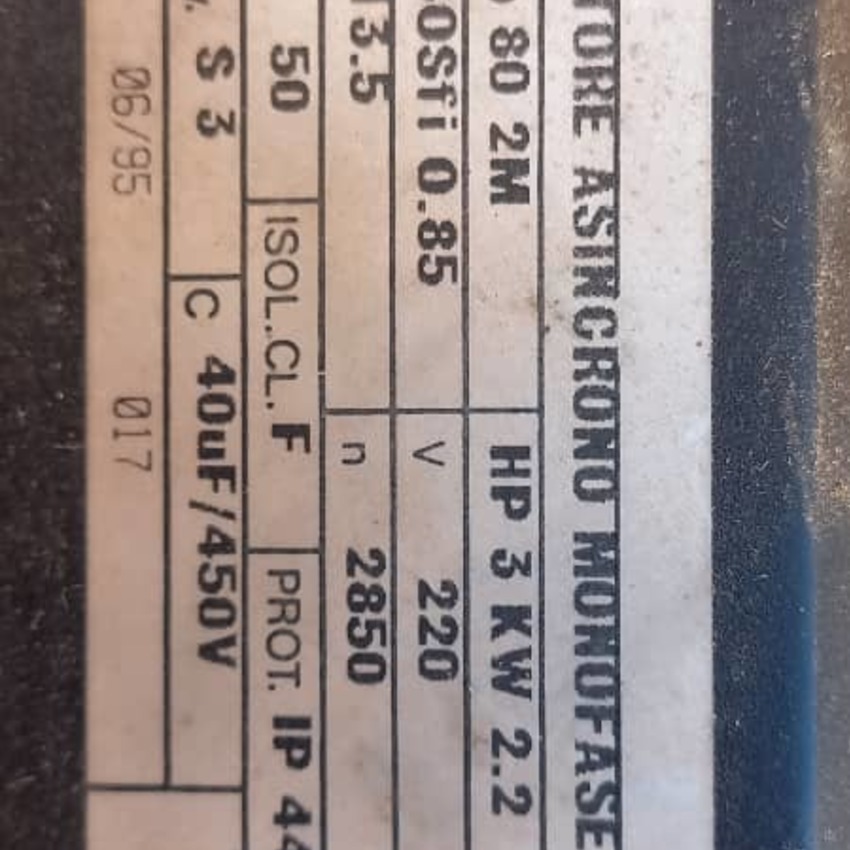 TORE ASINCRONO MONOFASE
80 2M HP 3 KW 2.2
OSfi 0.85 V 220
13.5 n 2850
50 ISOL.CL. F PROT. IP 44
S 3 C 40uF/450V
06/95 017